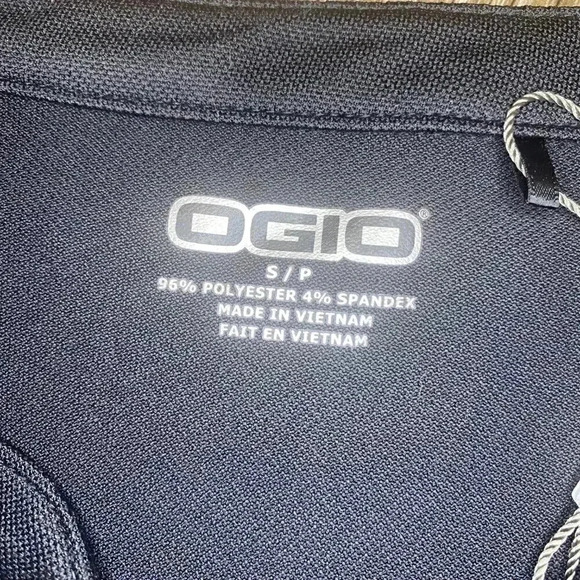 OGIO®
S / P
96% POLYESTER 4% SPANDEX
MADE IN VIETNAM
FAIT EN VIETNAM